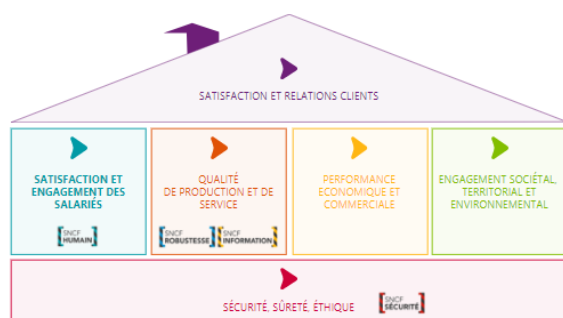 SATISFACTION ET RELATIONS CLIENTS
SATISFACTION ET
ENGAGEMENT DES
SALARIÉS
SNCF
HUMAIN
QUALITÉ
DE PRODUCTION ET DE
SERVICE
SNCF
ROBUSTESSE
SNCF
INFORMATION
PERFORMANCE
ECONOMIQUE ET
COMMERCIALE
ENGAGEMENT SOCIÉTAL,
TERRITORIAL ET
ENVIRONNEMENTAL
SÉCURITÉ, SÛRETÉ, ÉTHIQUE
SNCF
SÉCURITÉ